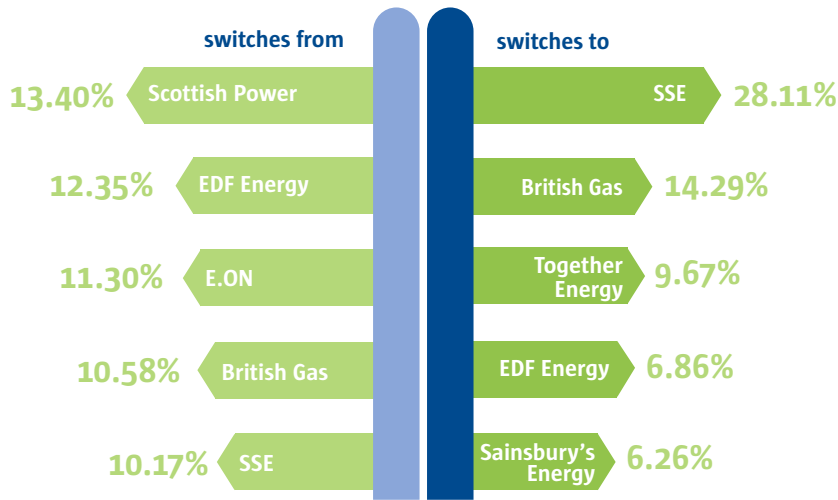 switches from
switches to
13.40%
Scottish Power
SSE
28.11%
12.35%
EDF Energy
British Gas
14.29%
11.30%
E.ON
Together
Energy
9.67%
10.58%
British Gas
EDF Energy
6.86%
10.17%
SSE
Sainsbury's
Energy
6.26%